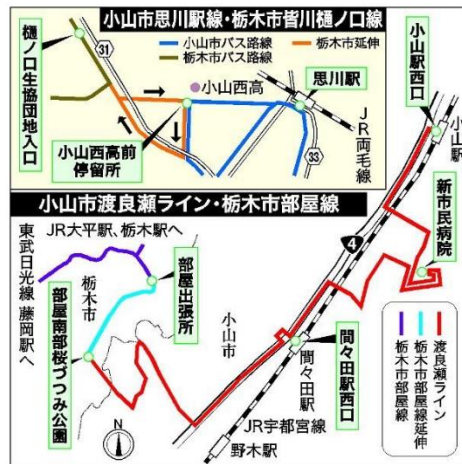 小山市思川駅線・栃木市皆川樋ノ口線
小山市バス路線
栃木市バス路線
栃木市延伸
樋ノ口生協団地入口
31
小山西高
思川駅
小山西高前
停留所
33
JR両毛線
小山駅西口
小山駅
小山市渡良瀬ライン・栃木市部屋線
JR大平駅、栃木駅へ
東武日光線 藤岡駅へ
栃木市
部屋出張所
部屋南部桜づつみ公園
小山市
4
新市民病院
間々田駅
間々田駅西口
JR宇都宮線
野木駅
N
渡良瀬ライン
栃木市部屋線延伸
栃木市部屋線